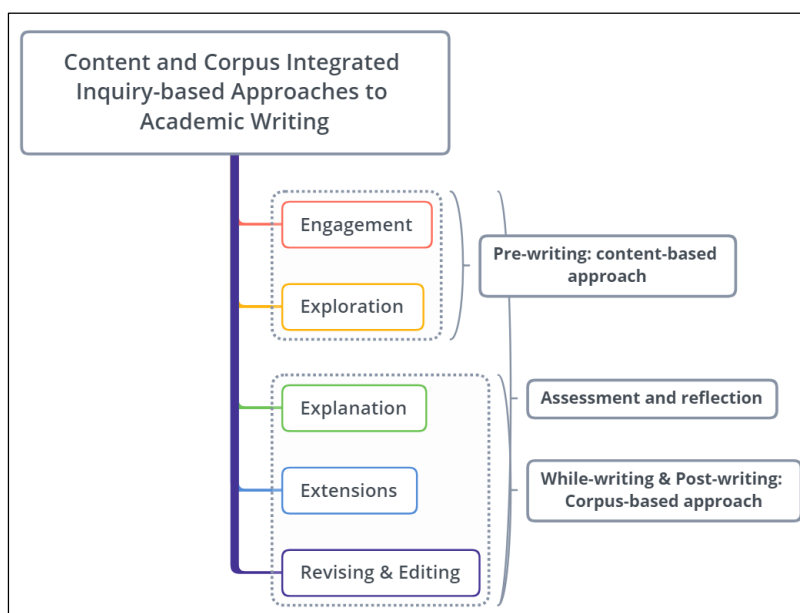 Content and Corpus Integrated
Inquiry-based Approaches to
Academic Writing
Engagement
Exploration
Pre-writing: content-based
approach
Explanation
Assessment and reflection
Extensions
While-writing & Post-writing:
Corpus-based approach
Revising & Editing